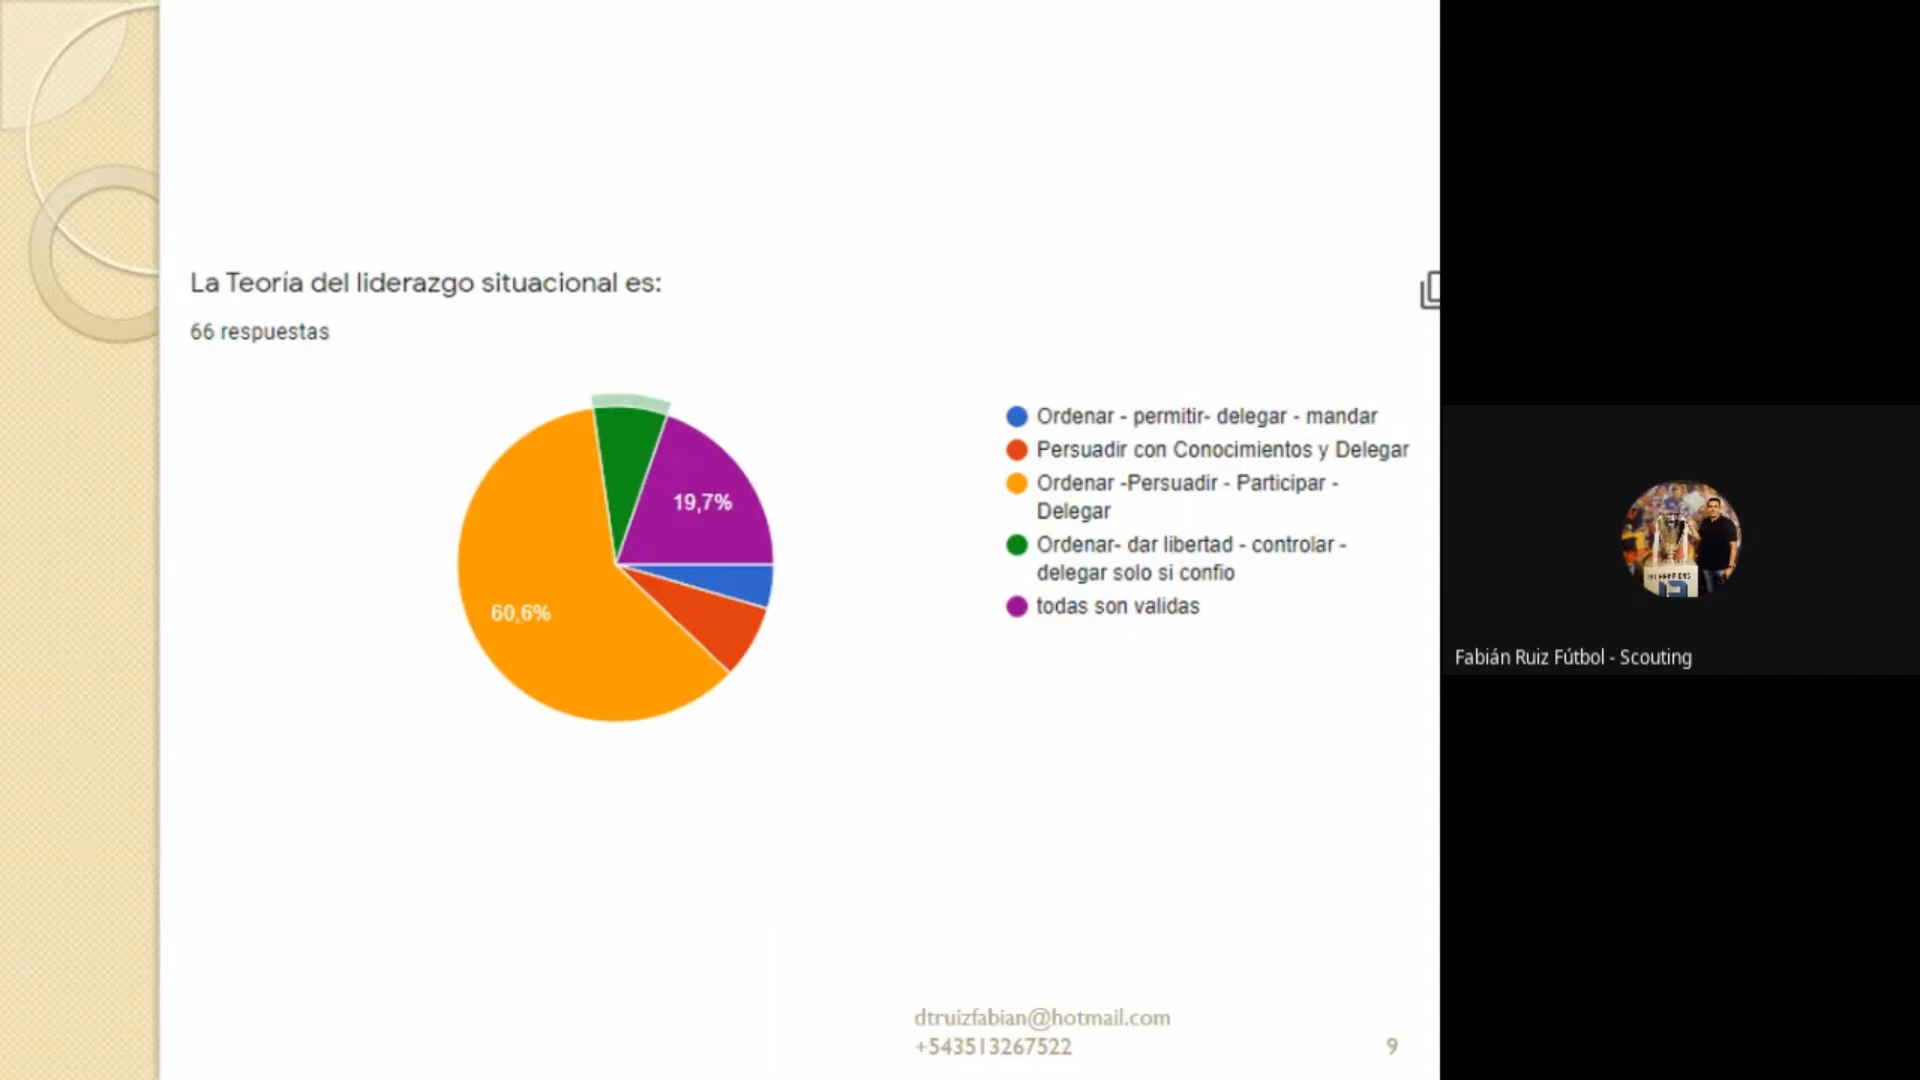 La Teoría del liderazgo situacional es:
66 respuestas
19,7%
60,6%
Ordenar - permitir- delegar - mandar
Persuadir con Conocimientos y Delegar
Ordenar -Persuadir - Participar -
Delegar
Ordenar- dar libertad - controlar -
delegar solo si confio
todas son validas
Fabián Ruiz Fútbol - Scouting
dtruizfabian@hotmail.com
+543513267522
9